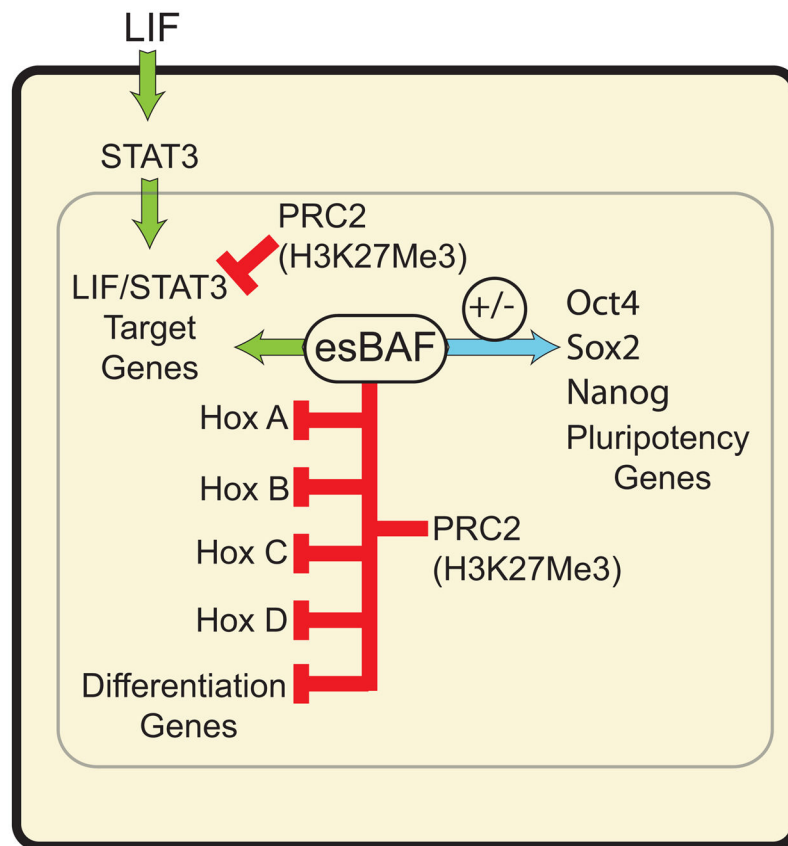 LIF
STAT3
PRC2
(H3K27Me3)
LIF/STAT3
Target
Genes
esBAF
+/-
Oct4
Sox2
Nanog
Pluripotency
Genes
Hox A
Hox B
Hox C
Hox D
Differentiation
Genes
PRC2
(H3K27Me3)